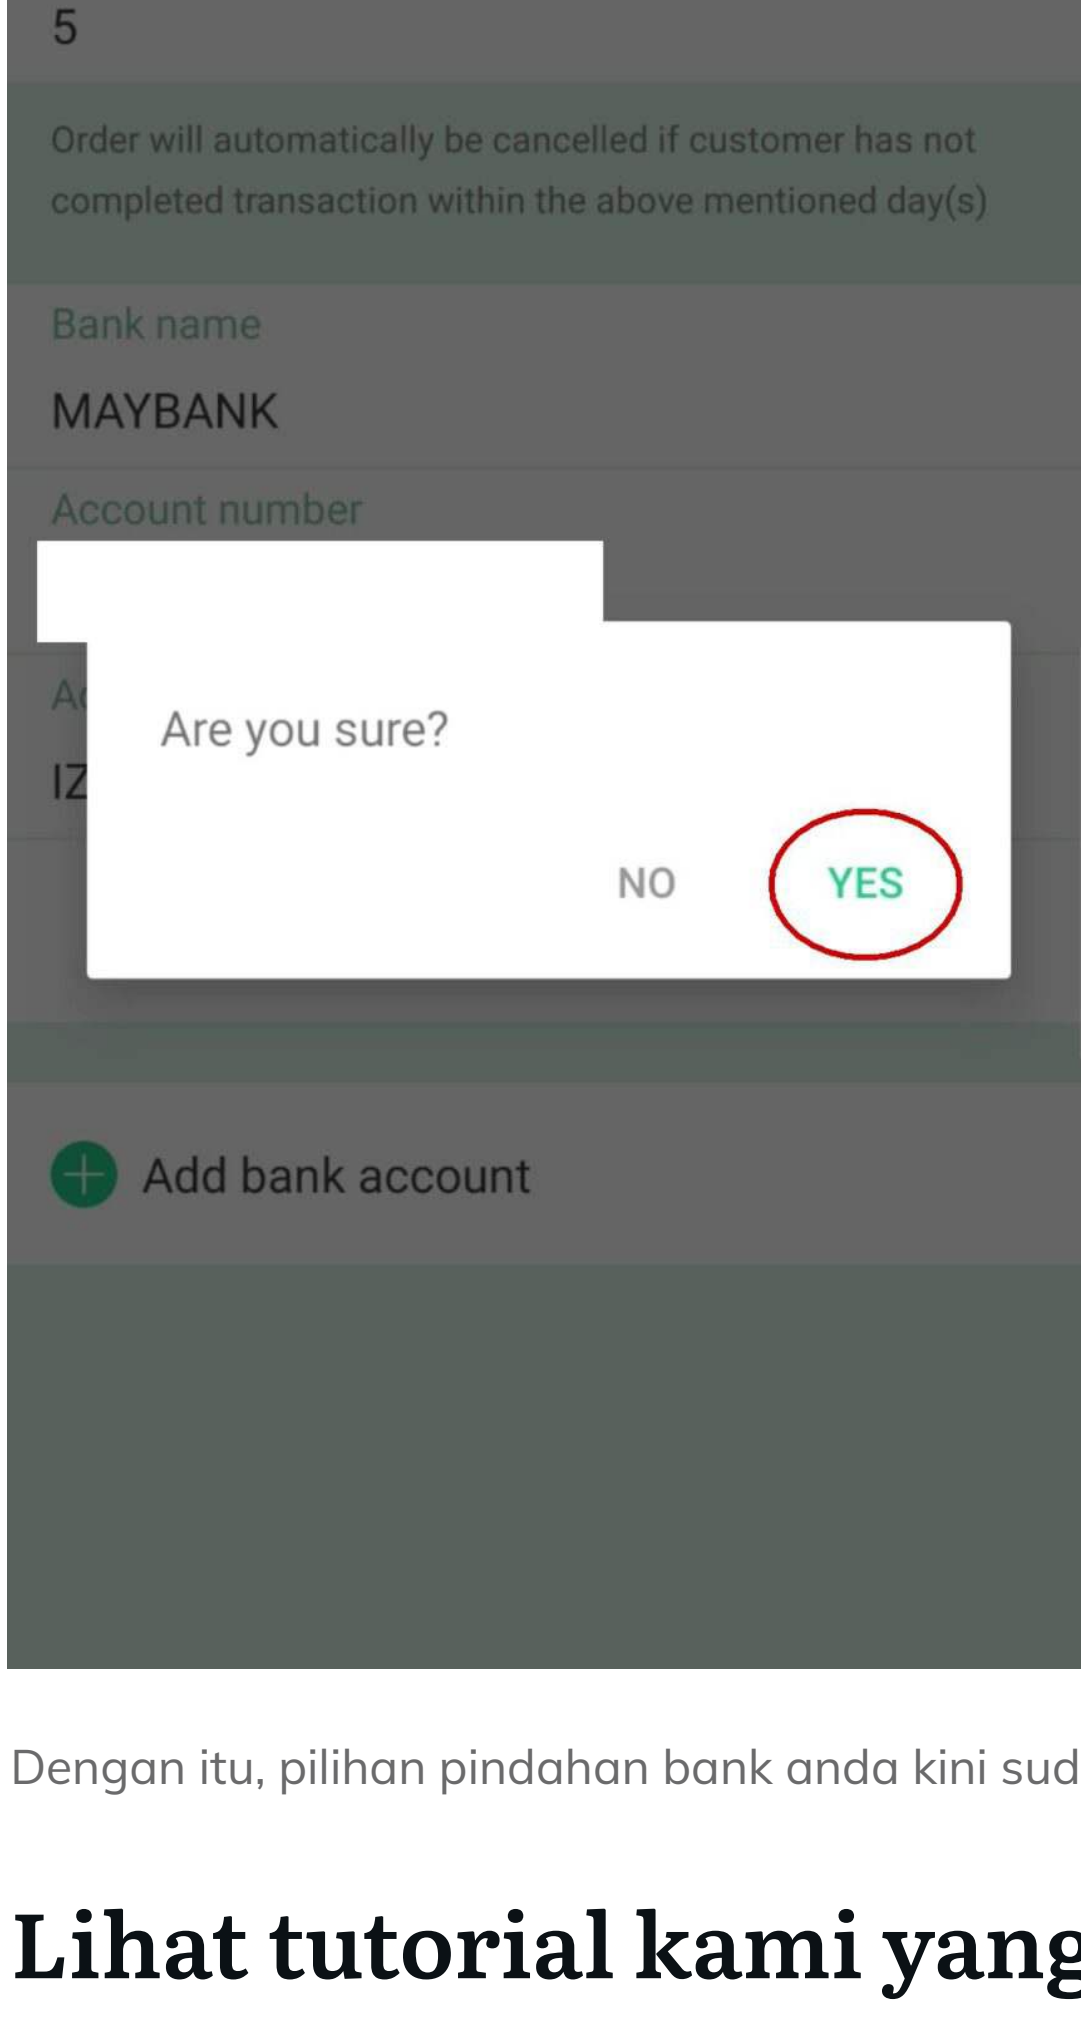 5
Order will automatically be cancelled if customer has not
completed transaction within the above mentioned day(s)
Bank name
MAYBANK
Account number
Are you sure?
NO YES
Add bank account
Dengan itu, pilihan pindahan bank anda kini
Lihat tutorial kami yang